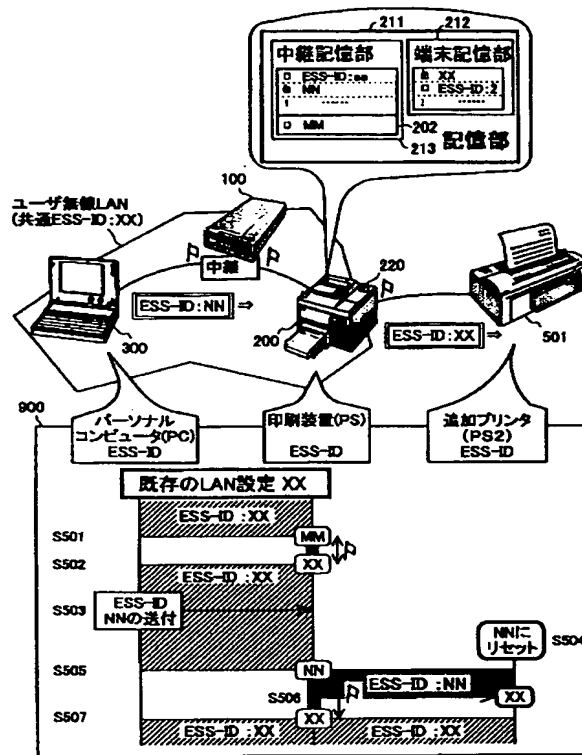 211
212
中継記憶部
端末記憶部
ESS-ID:aa
NN
MM
XX
ESS-ID:Z
202
213
記憶部
100
ユーザ無線LAN
(共通ESS-ID:XX)
中継
220
ESS-ID:NN ⇒
ESS-ID:XX ⇒
300
200
501
900
パーソナル
コンピュータ(PC)
ESS-ID
印刷装置(PS)
ESS-ID
追加プリンタ
(PS2)
ESS-ID
既存のLAN設定 XX
ESS-ID :XX
S501
MM
S502
XX
ESS-ID :XX
S503
ESS-ID
NNの送付
NNに
リセット
S504
S505
NN
ESS-ID :NN
S506
XX
S507
XX
ESS-ID :XX
ESS-ID :XX